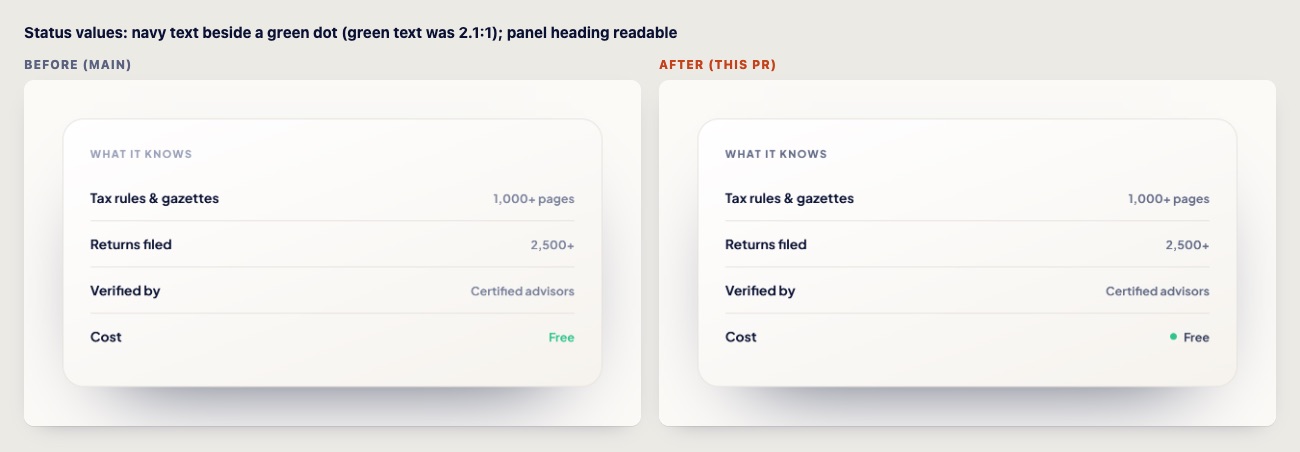 Status values: navy text beside a green dot (green text was 2.1:1); panel heading readable
BEFORE (MAIN)
WHAT IT KNOWS
Tax rules & gazettes 1,000+ pages
Returns filed 2,500+
Verified by Certified advisors
Cost Free
AFTER (THIS PR)
WHAT IT KNOWS
Tax rules & gazettes 1,000+ pages
Returns filed 2,500+
Verified by Certified advisors
Cost Free